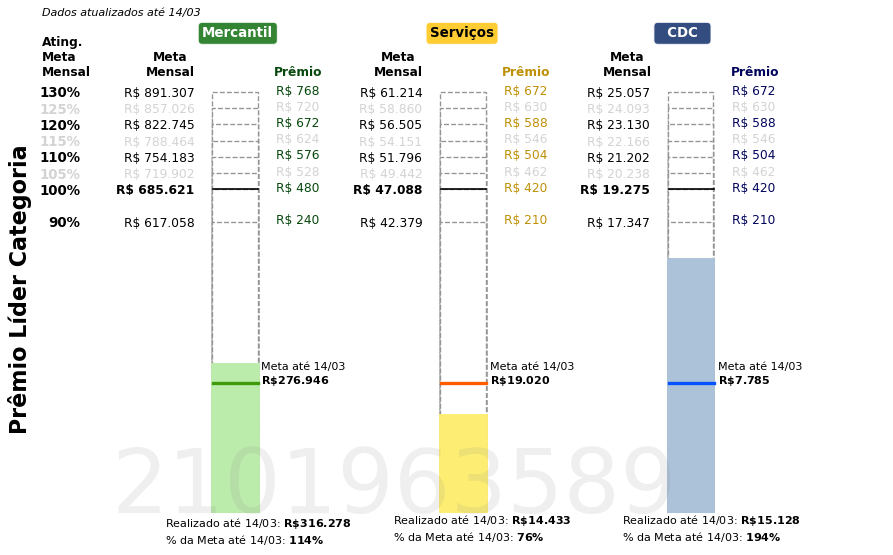 Dados atualizados até 14/03
Mercantil Serviços CDC
Ating.
Meta Meta Meta Meta
Mensal Mensal Prêmio Mensal Prêmio Mensal Prêmio
130% R$ 891.307 R$ 768 R$ 61.214 R$ 672 R$ 25.057 R$ 672
125% R$ 857.026 R$ 720 R$ 58.860 R$ 630 R$ 24.093 R$ 630
120% R$ 822.745 R$ 672 R$ 56.505 R$ 588 R$ 23.130 R$ 588
115% R$ 788.464 R$ 624 R$ 54.151 R$ 546 R$ 22.166 R$ 546
110% R$ 754.183 R$ 576 R$ 51.796 R$ 504 R$ 21.202 R$ 504
105% R$ 719.902 R$ 528 R$ 49.442 R$ 462 R$ 20.238 R$ 462
100% R$ 685.621 R$ 480 R$ 47.088 R$ 420 R$ 19.275 R$ 420
90% R$ 617.058 R$ 240 R$ 42.379 R$ 210 R$ 17.347 R$ 210
Prêmio Líder Categoria
Meta até 14/03 Meta até 14/03 Meta até 14/03
R$276.946 R$19.020 R$7.785
2101963589
Realizado até 14/03: R$316.278 Realizado até 14/03: R$14.433 Realizado até 14/03: R$15.128
% da Meta até 14/03: 114% % da Meta até 14/03: 76% % da Meta até 14/03: 194%